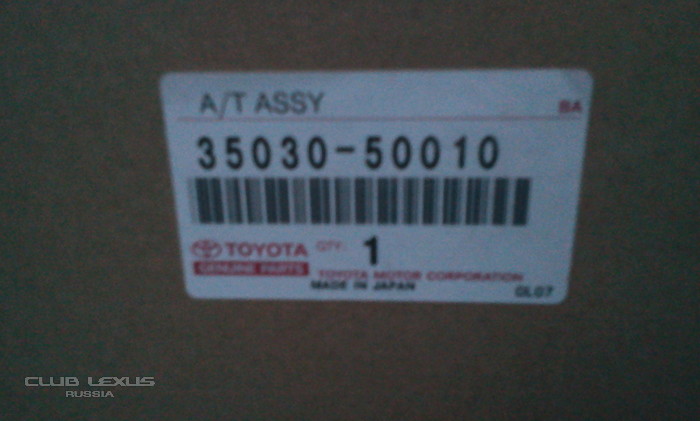 A/T ASSY
BA
35030-50010
TOYOTA QTY: 1
GENUINE PARTS
TOYOTA MOTOR CORPORATION
MADE IN JAPAN
GL07
CLUB LEXUS
RUSSIA